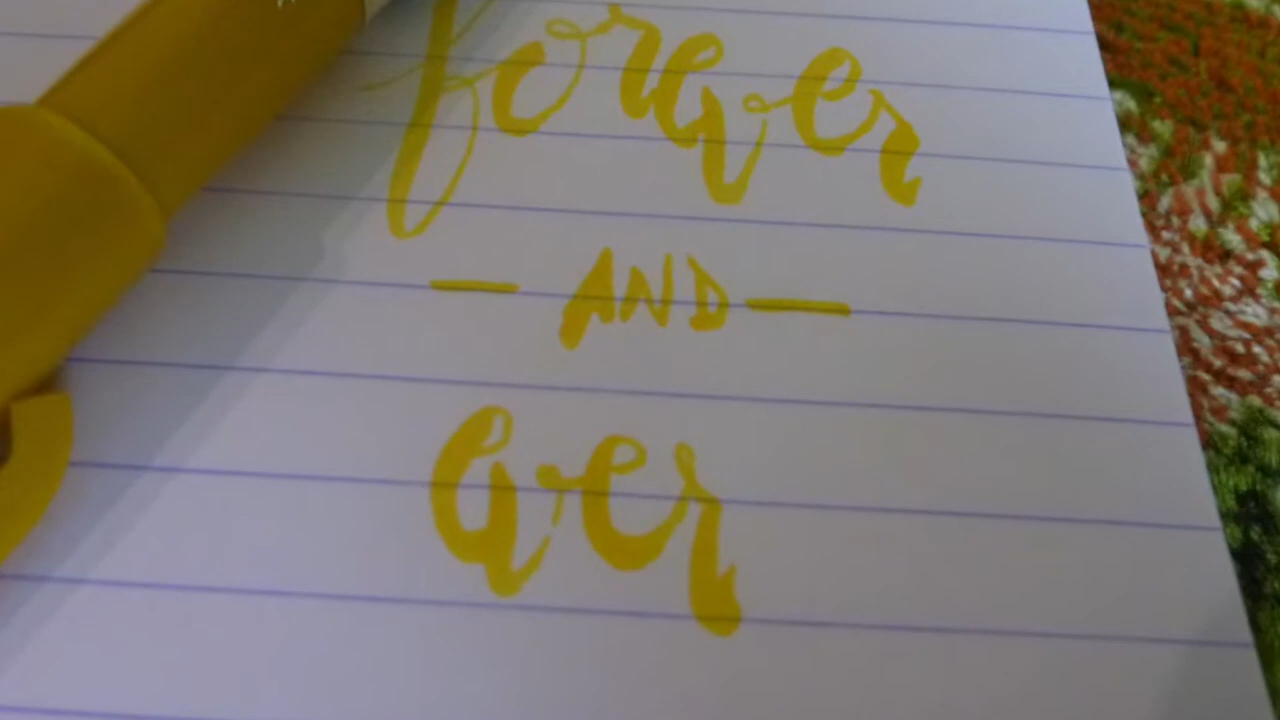 forever
— AND —
ever